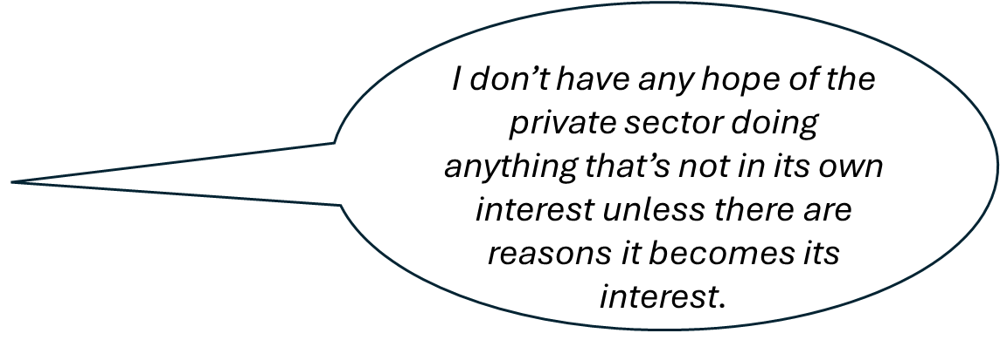 I don’t have any hope of the
private sector doing
anything that’s not in its own
interest unless there are
reasons it becomes its
interest.